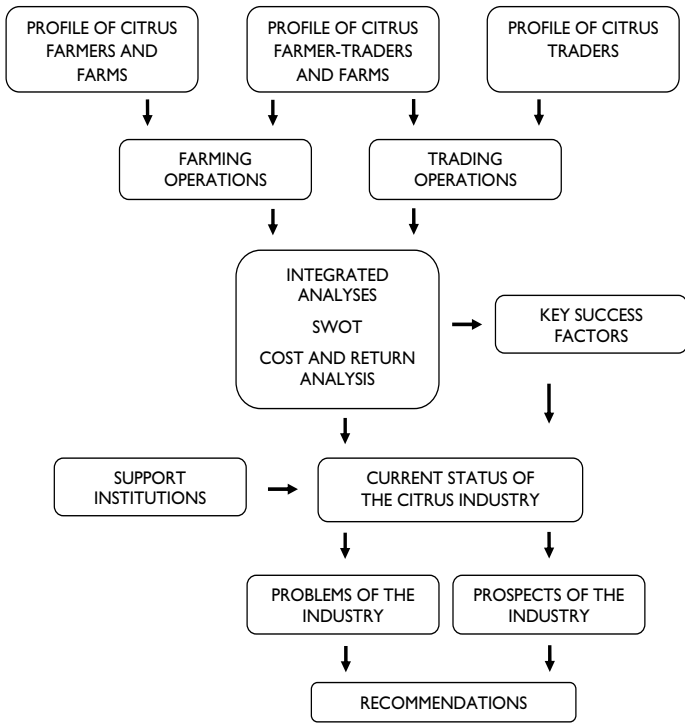 PROFILE OF CITRUS
FARMERS AND
FARMS
PROFILE OF CITRUS
FARMER-TRADERS
AND FARMS
PROFILE OF CITRUS
TRADERS
FARMING
OPERATIONS
TRADING
OPERATIONS
INTEGRATED
ANALYSES
SWOT
COST AND RETURN
ANALYSIS
KEY SUCCESS
FACTORS
SUPPORT
INSTITUTIONS
CURRENT STATUS OF
THE CITRUS INDUSTRY
PROBLEMS OF THE
INDUSTRY
PROSPECTS OF THE
INDUSTRY
RECOMMENDATIONS